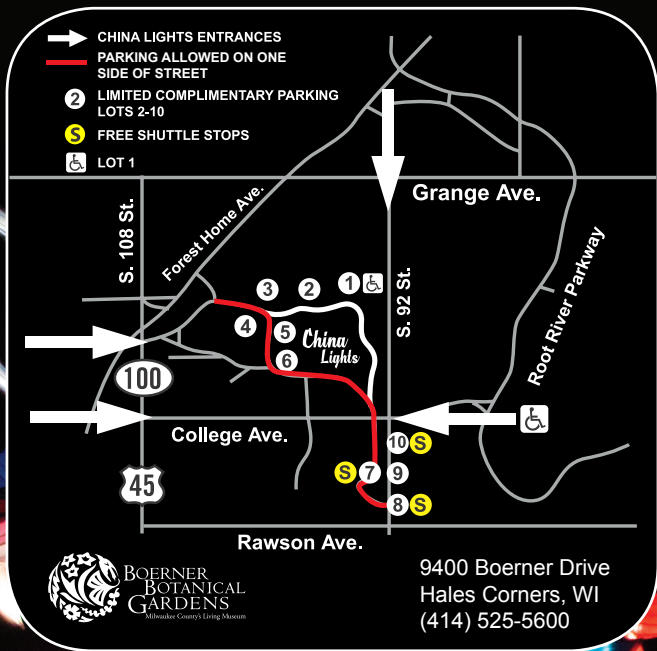 CHINA LIGHTS ENTRANCES
PARKING ALLOWED ON ONE
SIDE OF STREET
2 LIMITED COMPLIMENTARY PARKING
LOTS 2-10
S FREE SHUTTLE STOPS
LOT 1
Grange Ave.
S. 108 St.
Forest Home Ave.
S. 92 St.
Root River Parkway
1
2
3
4
5
6
China
Lights
100
College Ave.
10 S
S 7 9
8 S
45
Rawson Ave.
BOERNER
BOTANICAL
GARDENS
Milwaukee County's Living Museum
9400 Boerner Drive
Hales Corners, WI
(414) 525-5600